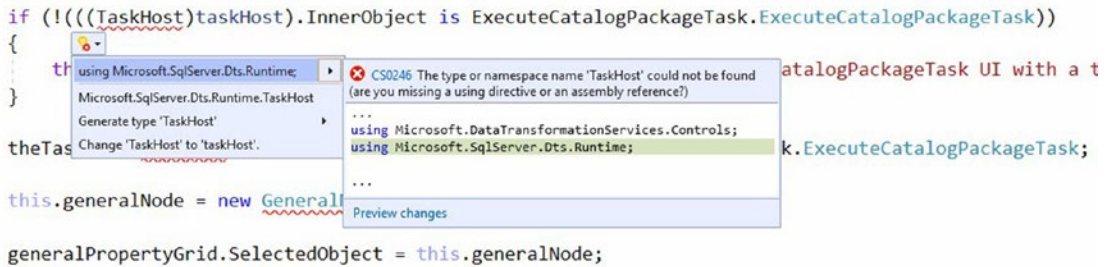 if (!(((TaskHost)taskHost).InnerObject is ExecuteCatalogPackageTask.ExecuteCatalogPackageTask))
{
using Microsoft.SqlServer.Dts.Runtime;
Microsoft.SqlServer.Dts.Runtime.TaskHost
Generate type 'TaskHost'
Change 'TaskHost' to 'taskHost'.
CS0246 The type or namespace name 'TaskHost' could not be found
(are you missing a using directive or an assembly reference?)
...
using Microsoft.DataTransformationServices.Controls;
using Microsoft.SqlServer.Dts.Runtime;
...
Preview changes
th atalogPackageTask UI with a t
}
theTas k.ExecuteCatalogPackageTask;
this.generalNode = new General
generalPropertyGrid.SelectedObject = this.generalNode;